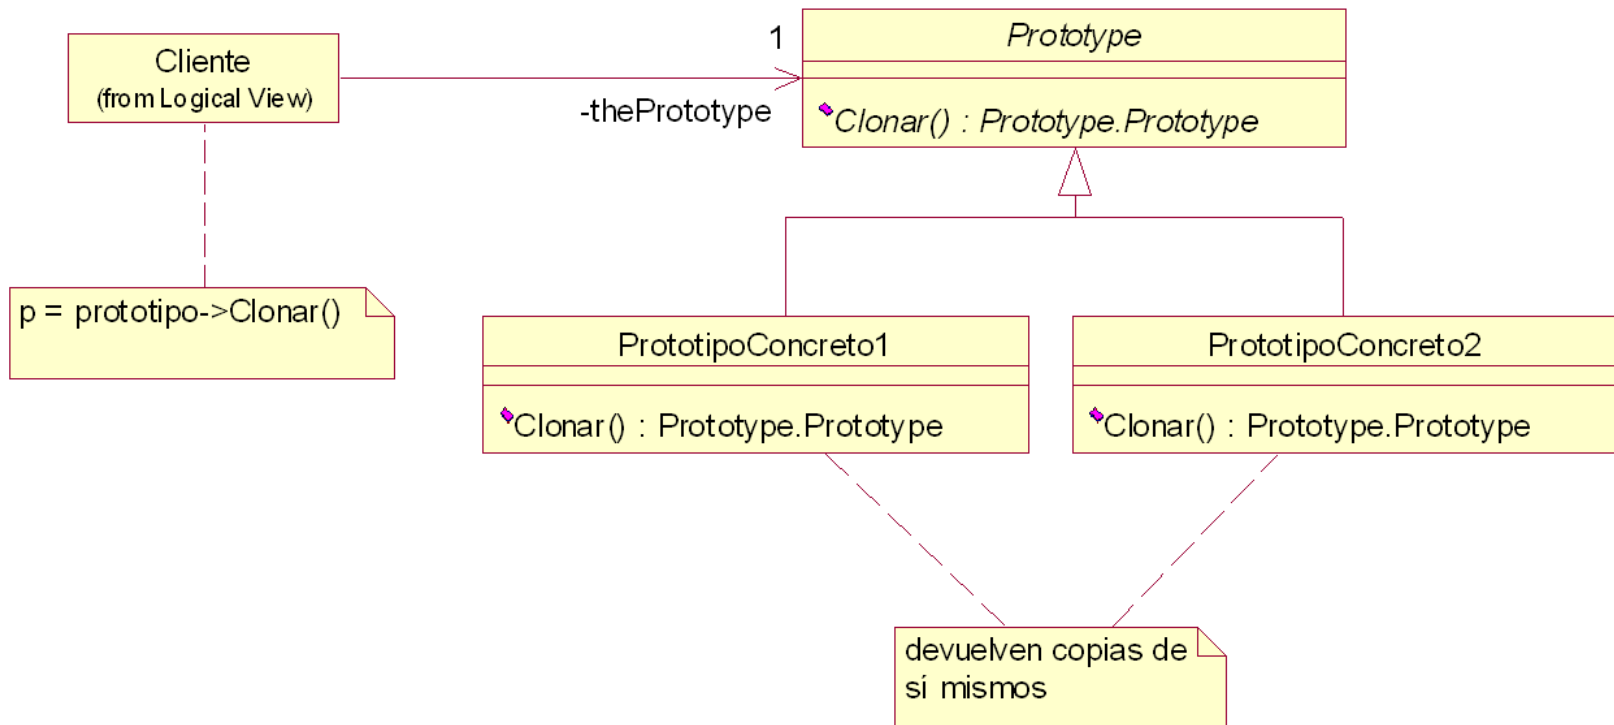 Cliente
(from Logical View)
1
-thePrototype
Prototype
Clonar() : Prototype.Prototype
p = prototipo->Clonar()
PrototipoConcreto1
Clonar() : Prototype.Prototype
PrototipoConcreto2
Clonar() : Prototype.Prototype
devuelven copias de
sí mismos